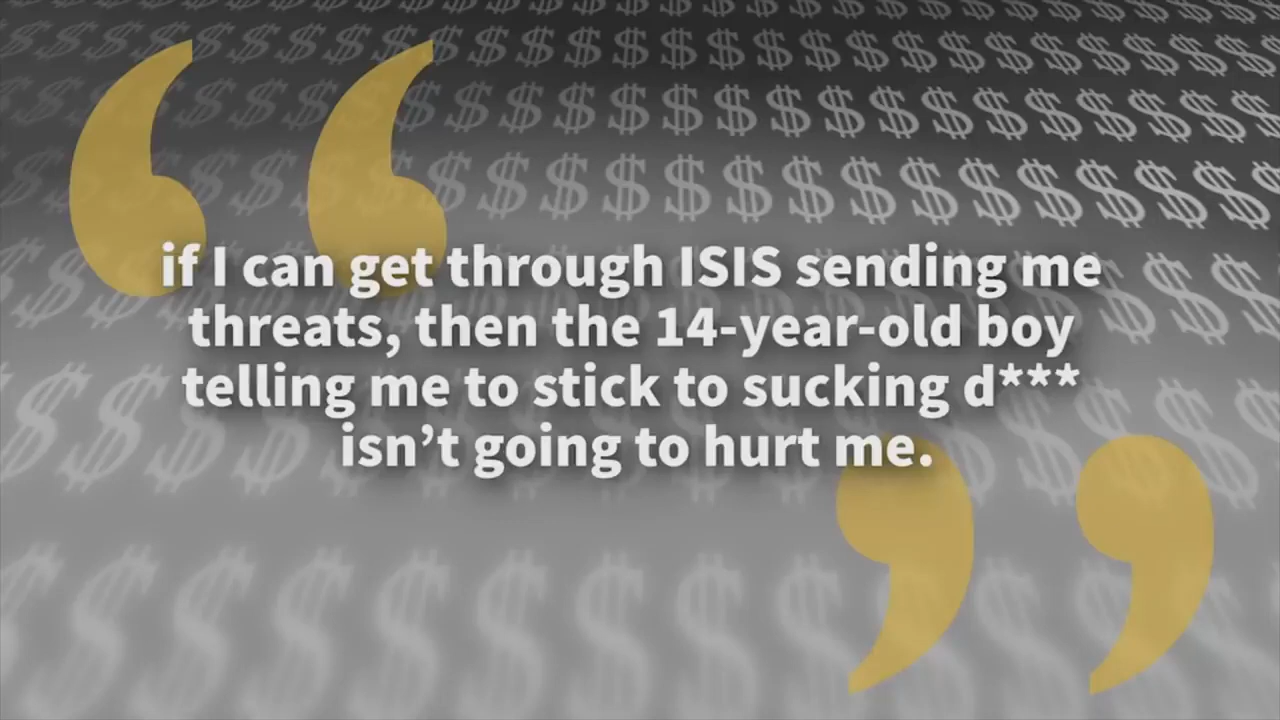 if I can get through ISIS sending me
threats, then the 14-year-old boy
telling me to stick to sucking d***
isn’t going to hurt me.